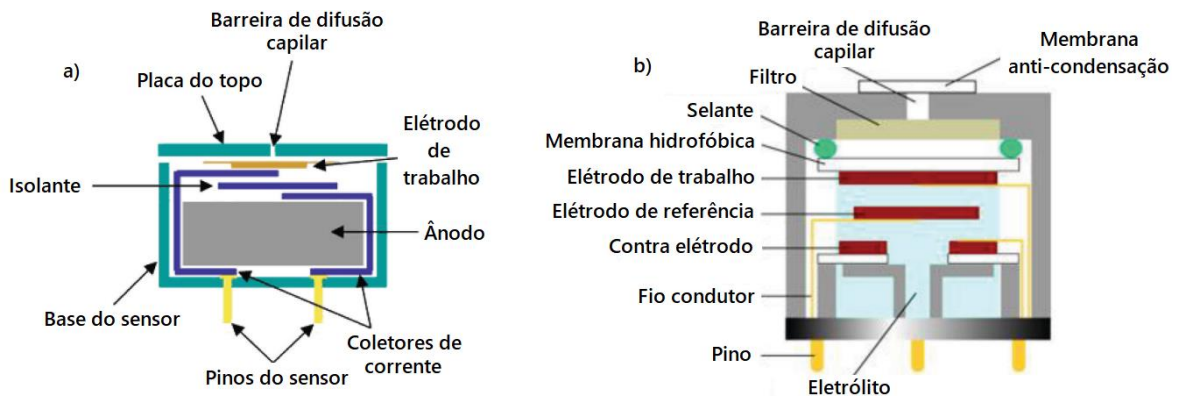 a)
Barreira de difusão
capilar
Placa do topo
Elétrodo
de
trabalho
Isolante
Ânodo
Base do sensor
Coletores de
corrente
Pinos do sensor
b)
Barreira de difusão
capilar
Membrana
anti-condensação
Filtro
Selante
Membrana hidrofóbica
Elétrodo de trabalho
Elétrodo de referência
Contra elétrodo
Fio condutor
Pino
Eletrólito